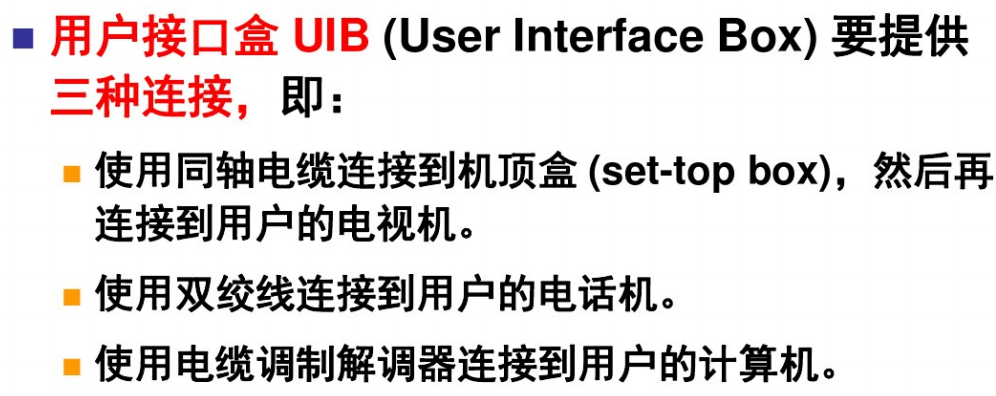 用户接口盒 UIB (User Interface Box) 要提供
三种连接，即：
使用同轴电缆连接到机顶盒 (set-top box)，然后再
连接到用户的电视机。
使用双绞线连接到用户的电话机。
使用电缆调制解调器连接到用户的计算机。